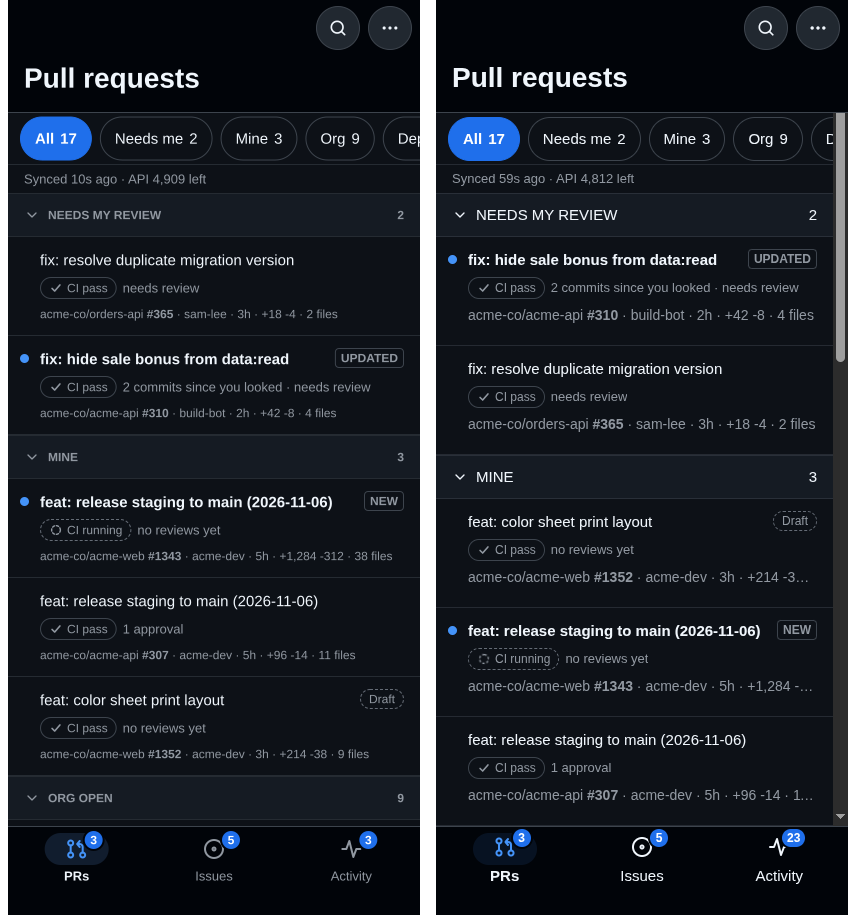 Pull requests
All 17
Needs me 2
Mine 3
Org 9
Dep
Synced 10s ago · API 4,909 left
NEEDS MY REVIEW 2
fix: resolve duplicate migration version
CI pass needs review
acme-co/orders-api #365 · sam-lee · 3h · +18 -4 · 2 files
fix: hide sale bonus from data:read UPDATED
CI pass 2 commits since you looked · needs review
acme-co/acme-api #310 · build-bot · 2h · +42 -8 · 4 files
MINE 3
feat: release staging to main (2026-11-06) NEW
CI running no reviews yet
acme-co/acme-web #1343 · acme-dev · 5h · +1,284 -312 · 38 files
feat: release staging to main (2026-11-06)
CI pass 1 approval
acme-co/acme-api #307 · acme-dev · 5h · +96 -14 · 11 files
feat: color sheet print layout Draft
CI pass no reviews yet
acme-co/acme-web #1352 · acme-dev · 3h · +214 -38 · 9 files
ORG OPEN 9
3 5 3
PRs Issues Activity
Pull requests
All 17
Needs me 2
Mine 3
Org 9
D
Synced 59s ago · API 4,812 left
NEEDS MY REVIEW 2
fix: hide sale bonus from data:read UPDATED
CI pass 2 commits since you looked · needs review
acme-co/acme-api #310 · build-bot · 2h · +42 -8 · 4 files
fix: resolve duplicate migration version
CI pass needs review
acme-co/orders-api #365 · sam-lee · 3h · +18 -4 · 2 files
MINE 3
feat: color sheet print layout Draft
CI pass no reviews yet
acme-co/acme-web #1352 · acme-dev · 3h · +214 -3…
feat: release staging to main (2026-11-06) NEW
CI running no reviews yet
acme-co/acme-web #1343 · acme-dev · 5h · +1,284 -…
feat: release staging to main (2026-11-06)
CI pass 1 approval
acme-co/acme-api #307 · acme-dev · 5h · +96 -14 · 1…
3 5 23
PRs Issues Activity